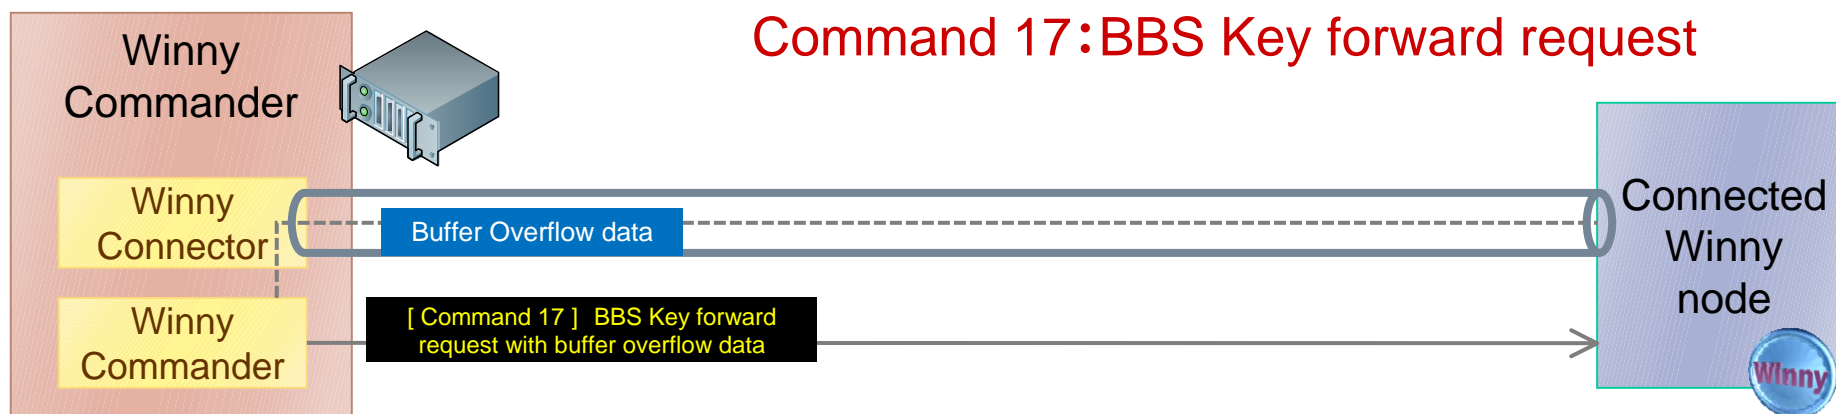 Command 17:BBS Key forward request
Winny
Commander
Winny
Connector
Buffer Overflow data
Winny
Commander
[ Command 17 ] BBS Key forward
request with buffer overflow data
Connected
Winny
node
Winny